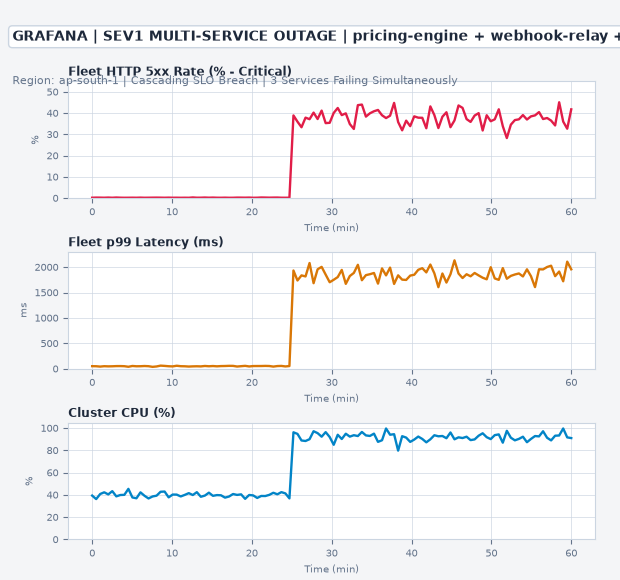 GRAFANA | SEV1 MULTI-SERVICE OUTAGE | pricing-engine + webhook-relay +
Fleet HTTP 5xx Rate (% - Critical)
Region: ap-south-1 | Cascading SLO Breach | 3 Services Failing Simultaneously
50
40
30
20
10
0
%
0 10 20 30 40 50 60
Time (min)
Fleet p99 Latency (ms)
2000
1500
1000
500
0
ms
0 10 20 30 40 50 60
Time (min)
Cluster CPU (%)
100
80
60
40
20
0
%
0 10 20 30 40 50 60
Time (min)